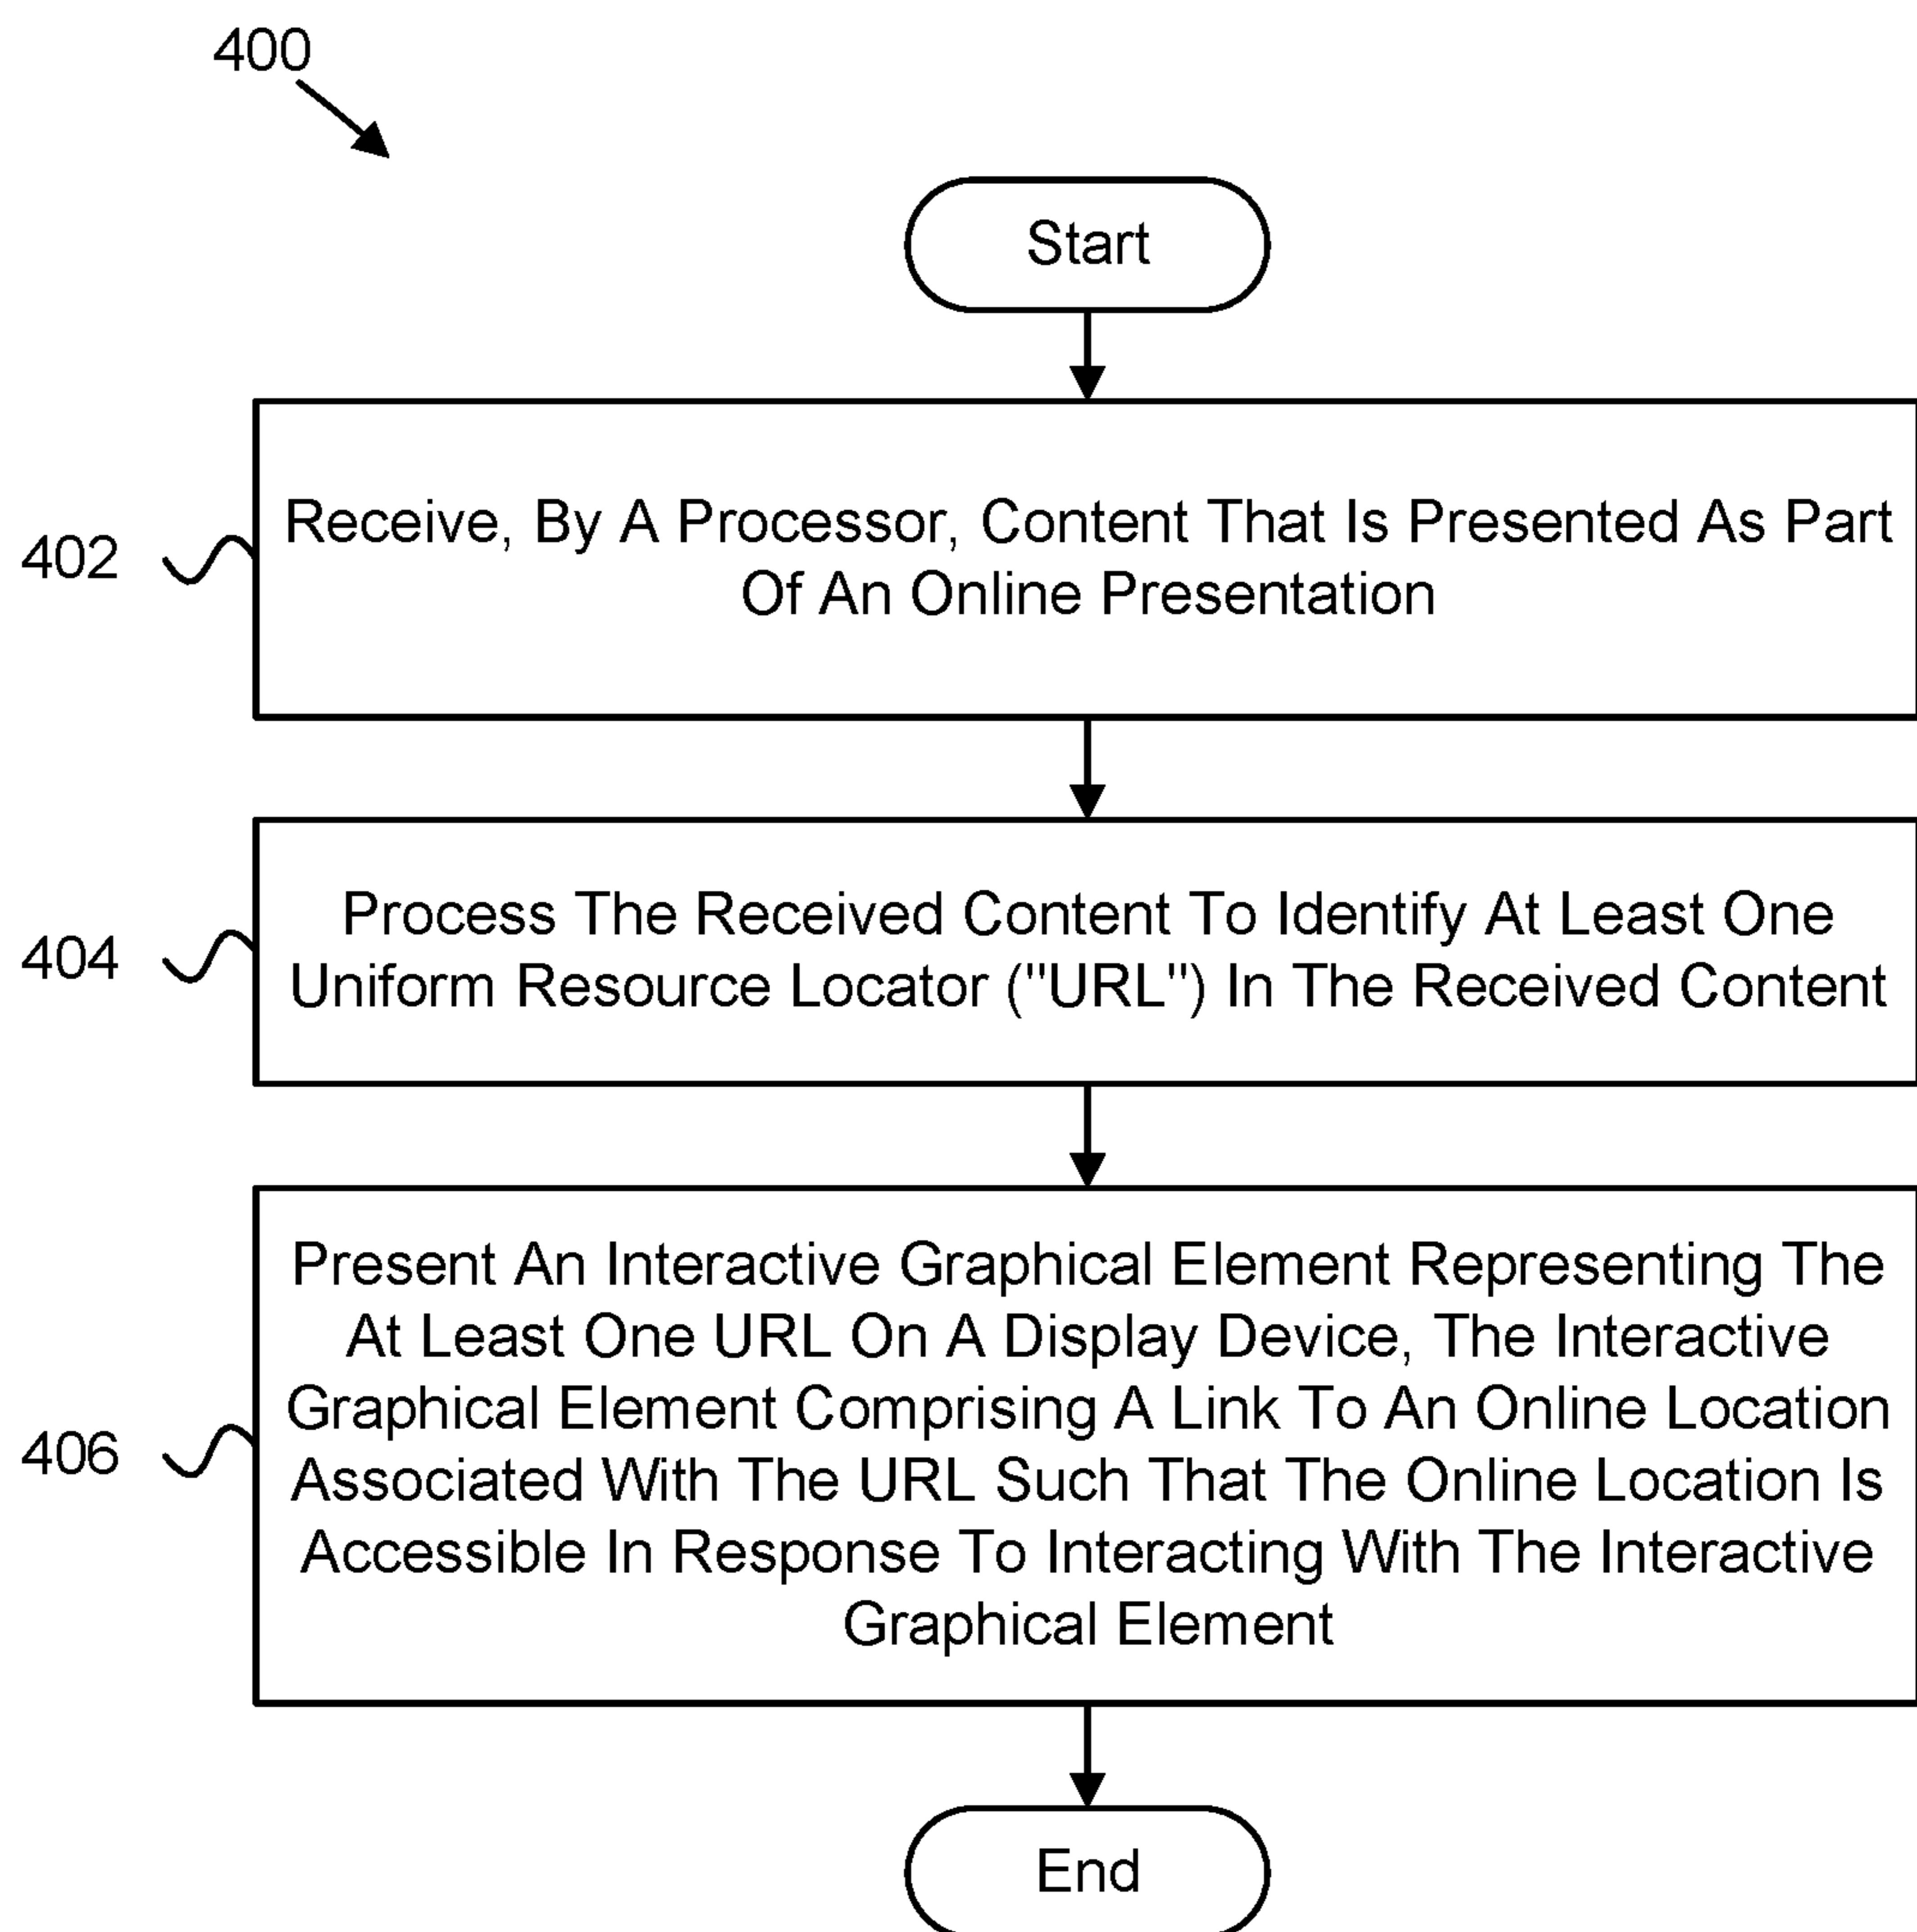 400
Start
402
Receive, By A Processor, Content That Is Presented As Part
Of An Online Presentation
404
Process The Received Content To Identify At Least One
Uniform Resource Locator ("URL") In The Received Content
406
Present An Interactive Graphical Element Representing The
At Least One URL On A Display Device, The Interactive
Graphical Element Comprising A Link To An Online Location
Associated With The URL Such That The Online Location Is
Accessible In Response To Interacting With The Interactive
Graphical Element
End